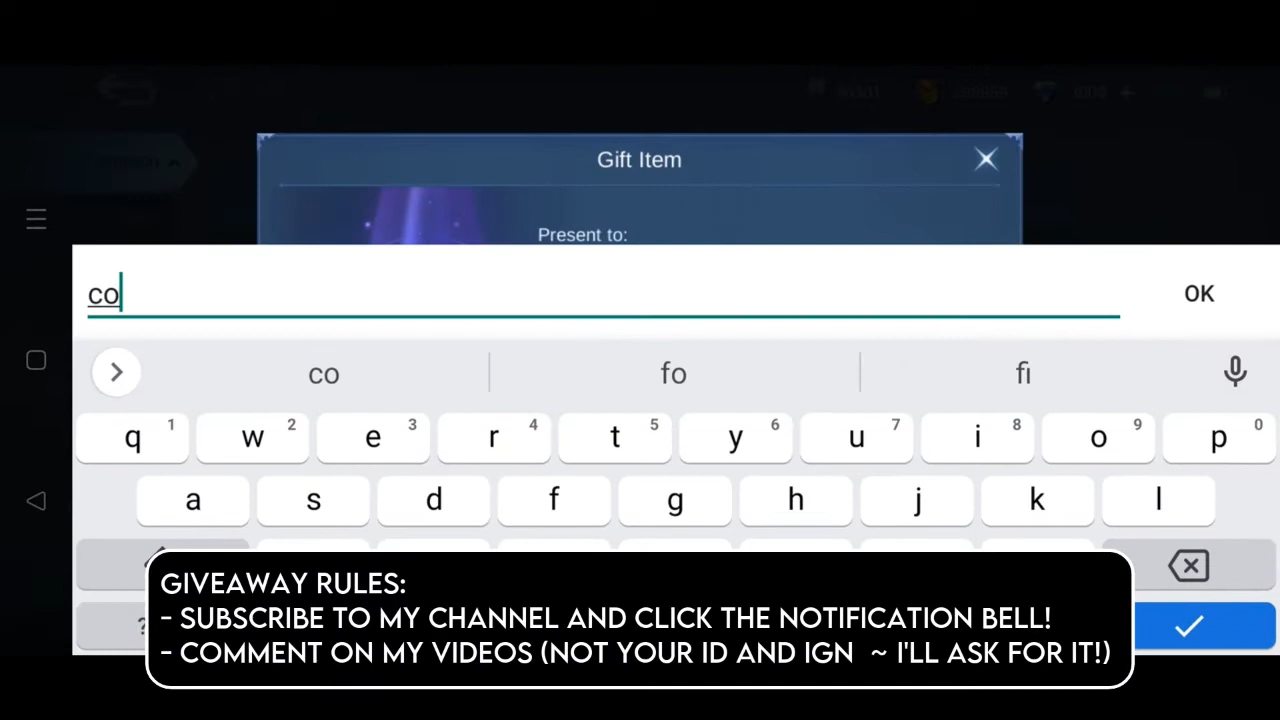 Gift Item
Present to:
co
OK
co fo fi
q 1 w 2 e 3 r 4 t 5 y 6 u 7 i 8 o 9 p 0
a s d f g h j k l
GIVEAWAY RULES:
- SUBSCRIBE TO MY CHANNEL AND CLICK THE NOTIFICATION BELL!
- COMMENT ON MY VIDEOS (NOT YOUR ID AND IGN ~ I'LL ASK FOR IT!)